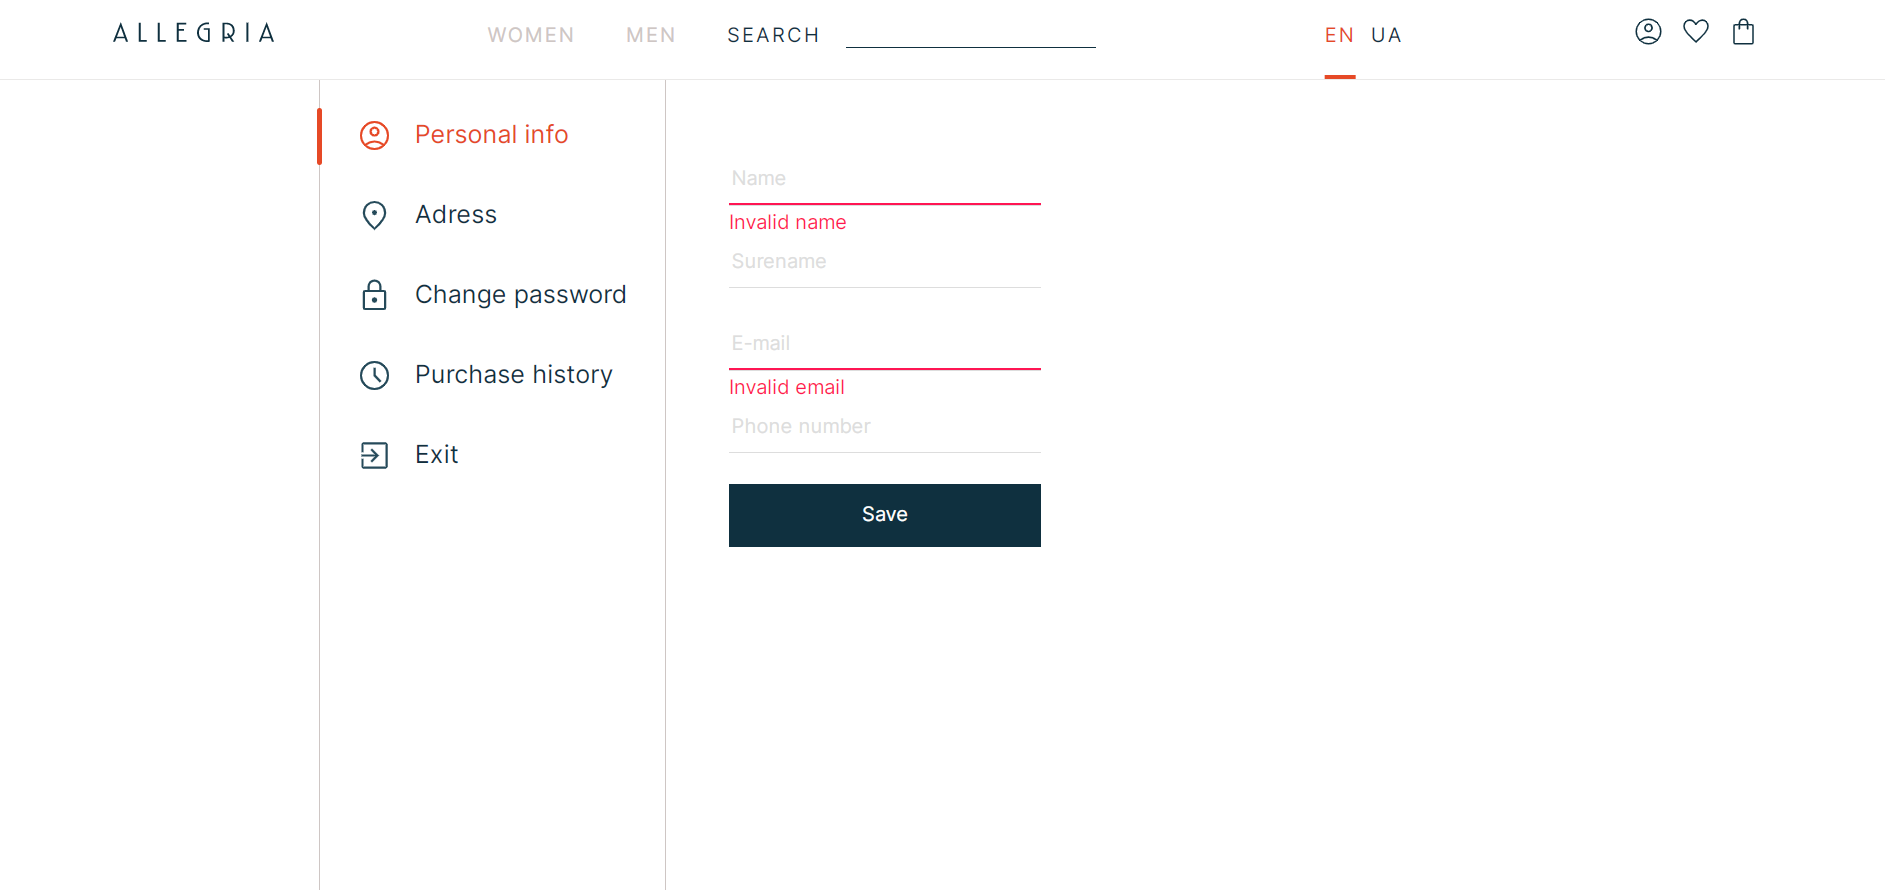 ALLEGRIA
WOMEN MEN SEARCH
EN UA
Personal info
Adress
Change password
Purchase history
Exit
Name
Invalid name
Surename
E-mail
Invalid email
Phone number
Save